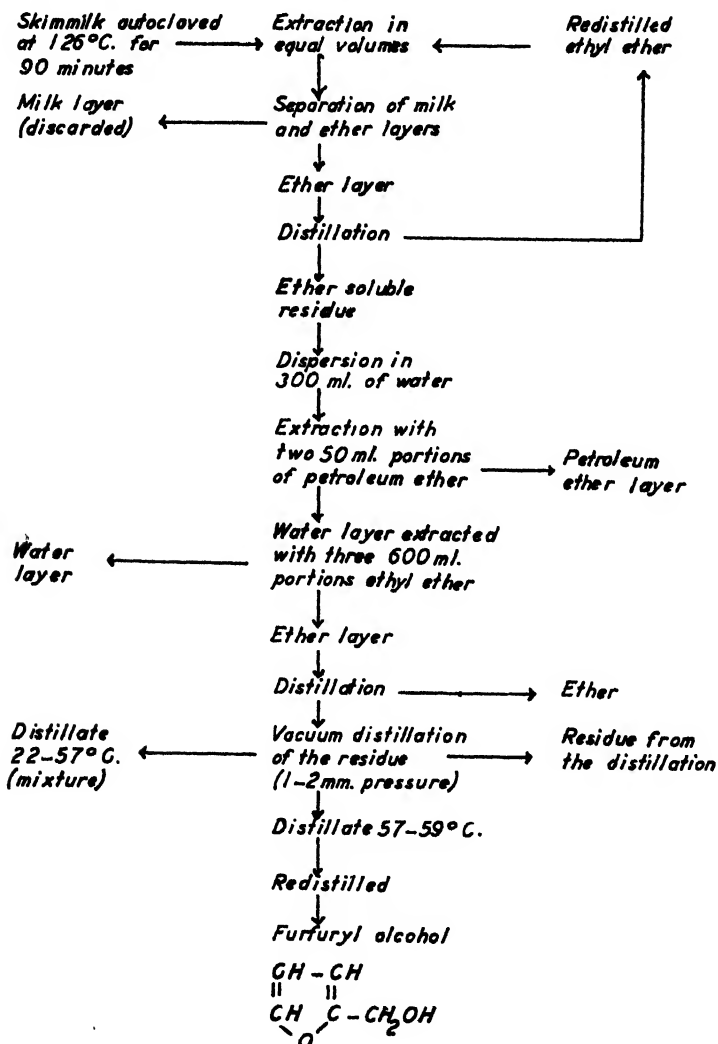 Skimmilk autoclaved
at 126°C. for
90 minutes
Extraction in
equal volumes
Redistilled
ethyl ether
Milk layer
(discarded)
Separation of milk
and ether layers
Ether layer
Distillation
Ether soluble
residue
Dispersion in
300 ml. of water
Extraction with
two 50 ml. portions
of petroleum ether
Petroleum
ether layer
Water
layer
Water layer extracted
with three 600 ml.
portions ethyl ether
Ether layer
Distillation
Ether
Distillate
22-57°C.
(mixture)
Vacuum distillation
of the residue
(1-2mm. pressure)
Residue from
the distillation
Distillate 57-59°C.
Redistilled
Furfuryl alcohol
CH - CH
CH C - CH2OH
O